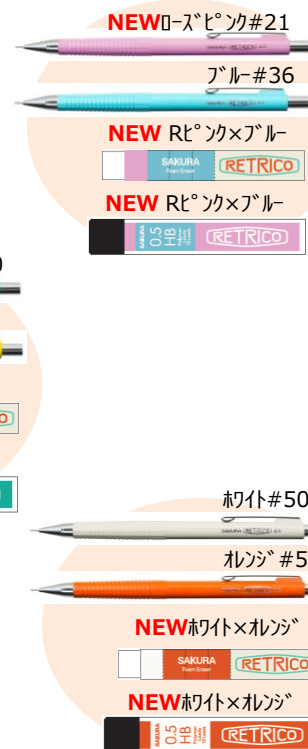 NEWﾛｰｽﾞﾋﾟﾝｸ#21
ﾌﾞﾙｰ#36
NEW Rﾋﾟﾝｸ×ﾌﾞﾙｰ
SAKURA
Foam Eraser
RETRICO
NEW Rﾋﾟﾝｸ×ﾌﾞﾙｰ
SAKURA
0.5
HB
RETRICO
ﾎﾜｲﾄ#50
SAKURA RETRICO 0.5
ｵﾚﾝｼﾞ#5
NEWﾎﾜｲﾄ×ｵﾚﾝｼﾞ
SAKURA
Foam Eraser
RETRICO
NEWﾎﾜｲﾄ×ｵﾚﾝｼﾞ
SAKURA
0.5
HB
RETRICO